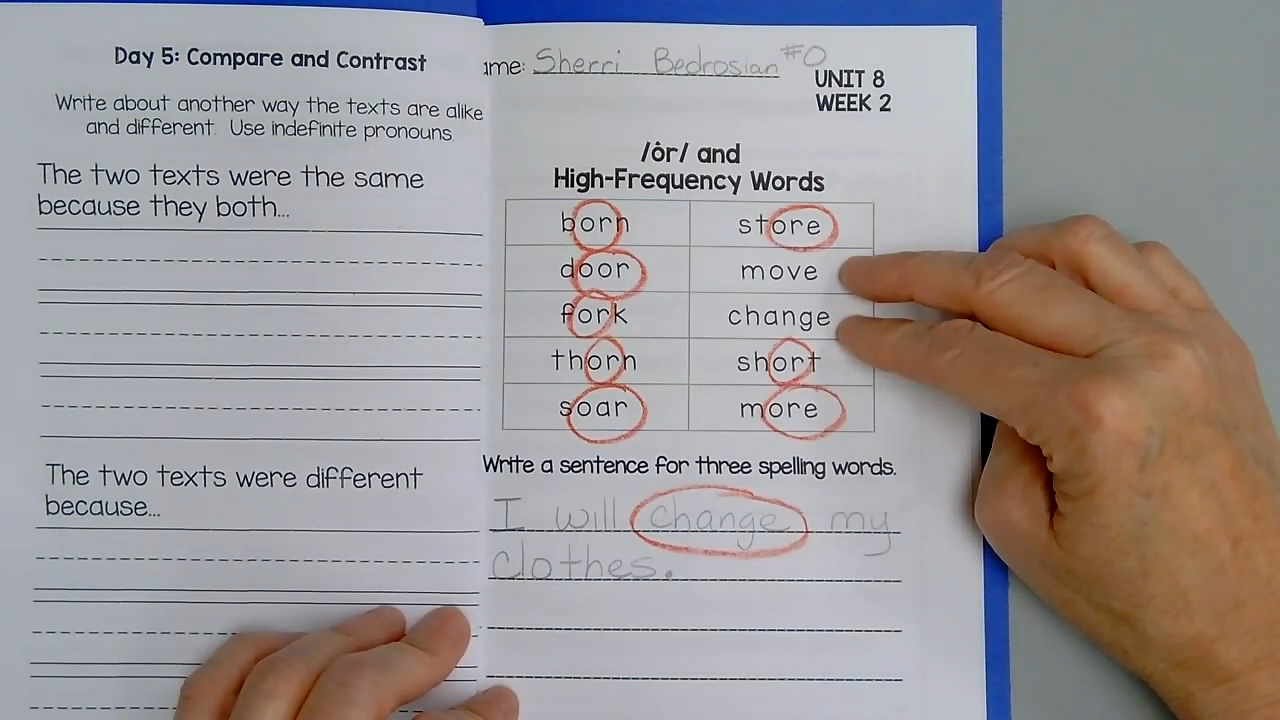 Day 5: Compare and Contrast
Write about another way the texts are alike
and different. Use indefinite pronouns.
The two texts were the same
because they both...
The two texts were different
because...
ame: Sherri Bedrosian #0
UNIT 8
WEEK 2
/ôr/ and
High-Frequency Words
born store
door move
fork change
thorn short
soar more
Write a sentence for three spelling words.
I will change my
clothes.